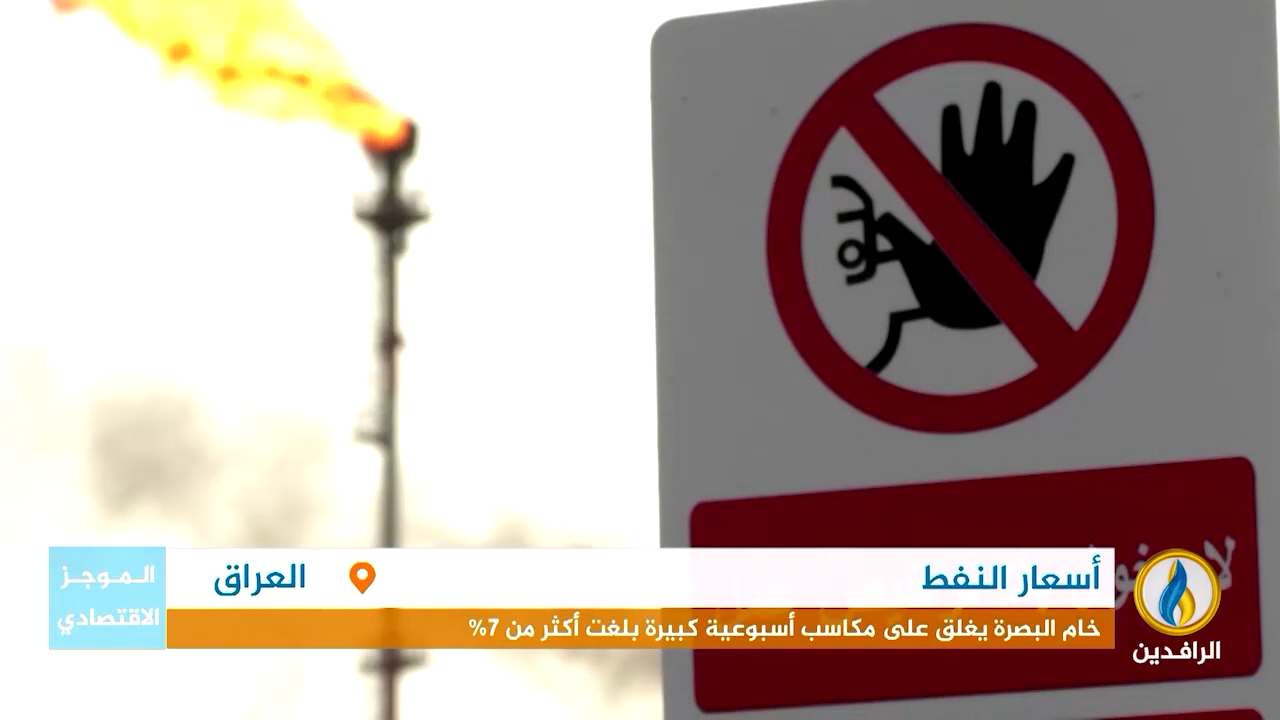 أسعار النفط
العراق
خام البصرة يغلق على مكاسب أسبوعية كبيرة بلغت أكثر من 7%
الموجز
الاقتصادي
الرافدين